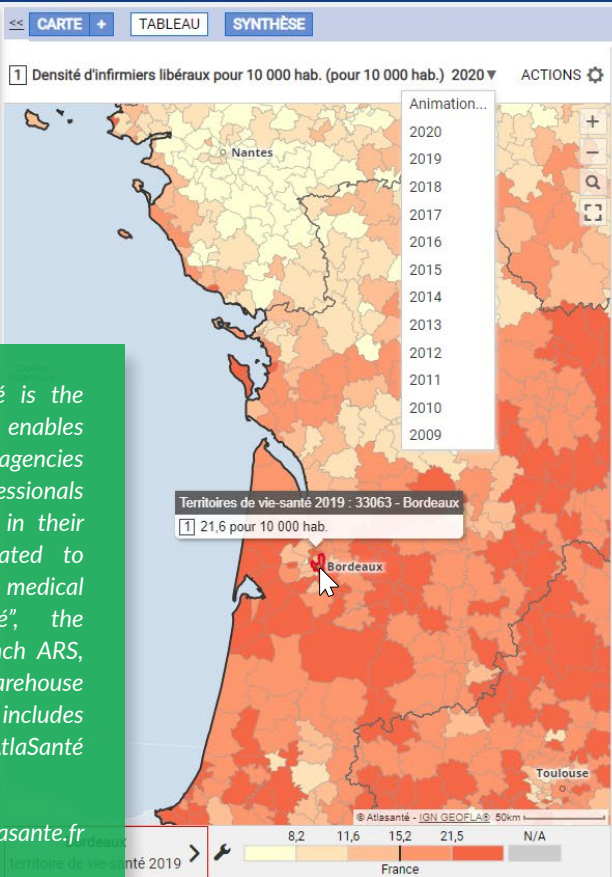 << CARTE + TABLEAU SYNTHÈSE
1 Densité d'infirmiers libéraux pour 10 000 hab. (pour 10 000 hab.) 2020▼ ACTIONS
Animation...
2020
2019
2018
2017
2016
2015
2014
2013
2012
2011
2010
2009
+
−
Nantes
é is the
enables
agencies
essionals
in their
ated to
medical
é”, the
nch ARS,
arehouse
includes
AtlaSanté
lasante.fr
Territoires de vie-santé 2019 : 33063 - Bordeaux
1 21,6 pour 10 000 hab.
Bordeaux
Toulouse
© Atlasanté - IGN GEOFLA® 50km
Bordeaux
territoire de vie-santé 2019 >
8,2 11,6 15,2 21,5 N/A
France